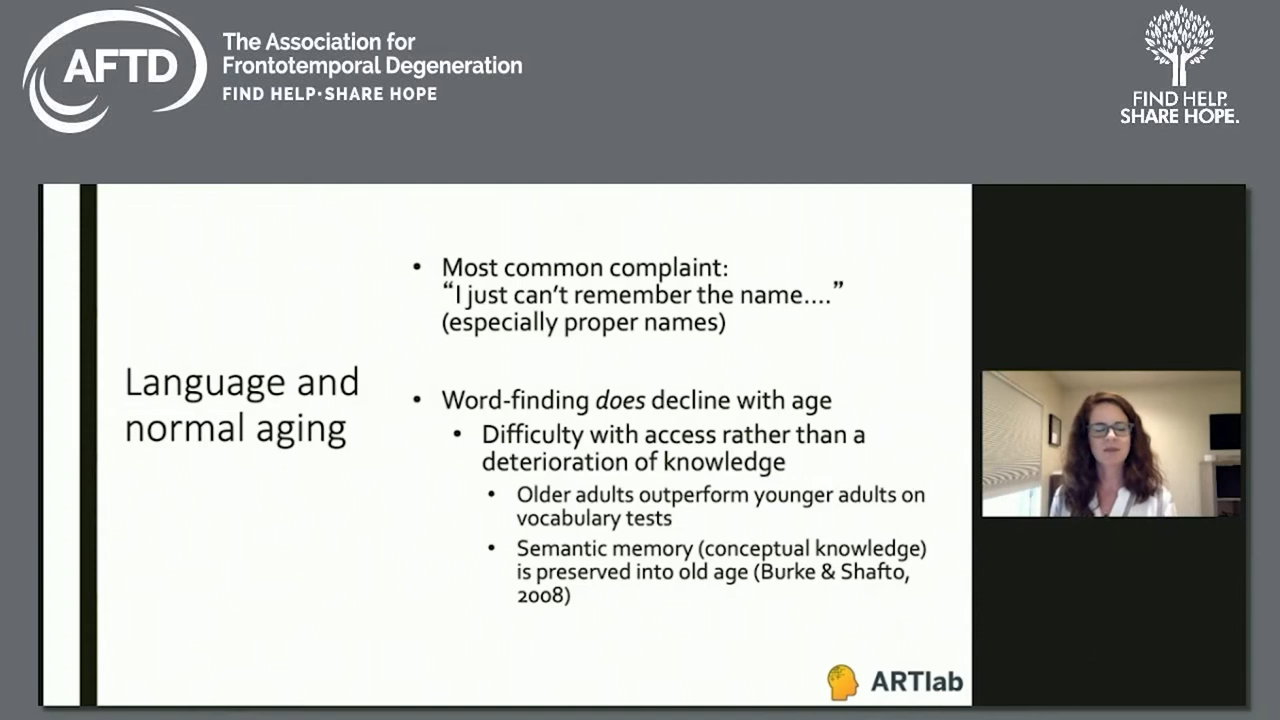 AFTD
The Association for
Frontotemporal Degeneration
FIND HELP•SHARE HOPE
FIND HELP.
SHARE HOPE.
Language and
normal aging
• Most common complaint:
“I just can’t remember the name....”
(especially proper names)
• Word-finding does decline with age
• Difficulty with access rather than a
deterioration of knowledge
• Older adults outperform younger adults on
vocabulary tests
• Semantic memory (conceptual knowledge)
is preserved into old age (Burke & Shafto,
2008)
ARTlab